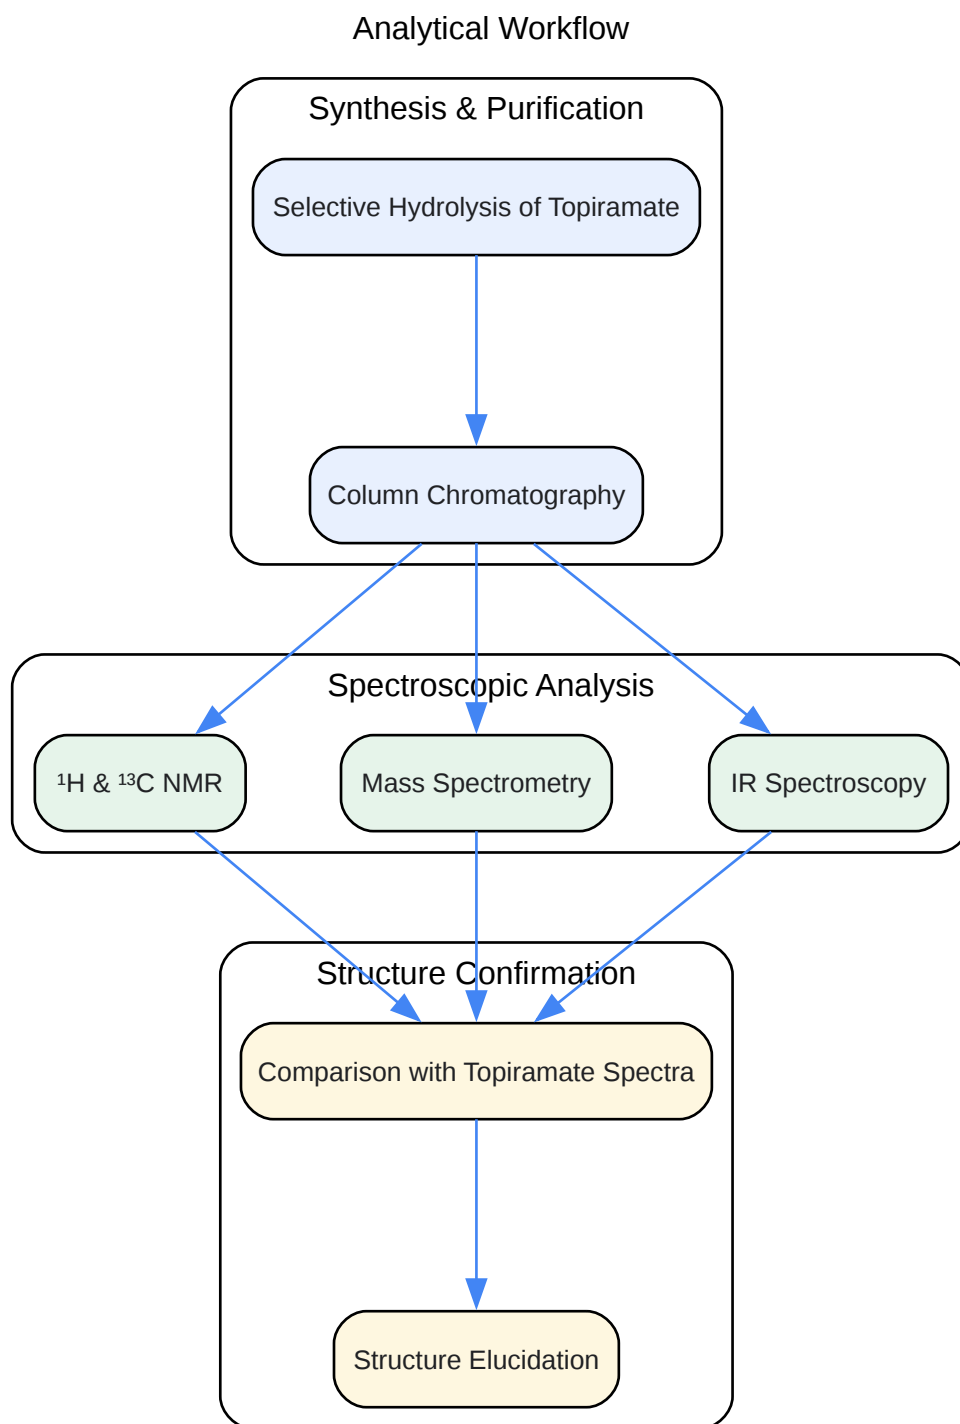 Analytical Workflow
Synthesis & Purification
Selective Hydrolysis of Topiramate
Column Chromatography
Spectroscopic Analysis
¹H & ¹³C NMR
Mass Spectrometry
IR Spectroscopy
Structure Confirmation
Comparison with Topiramate Spectra
Structure Elucidation